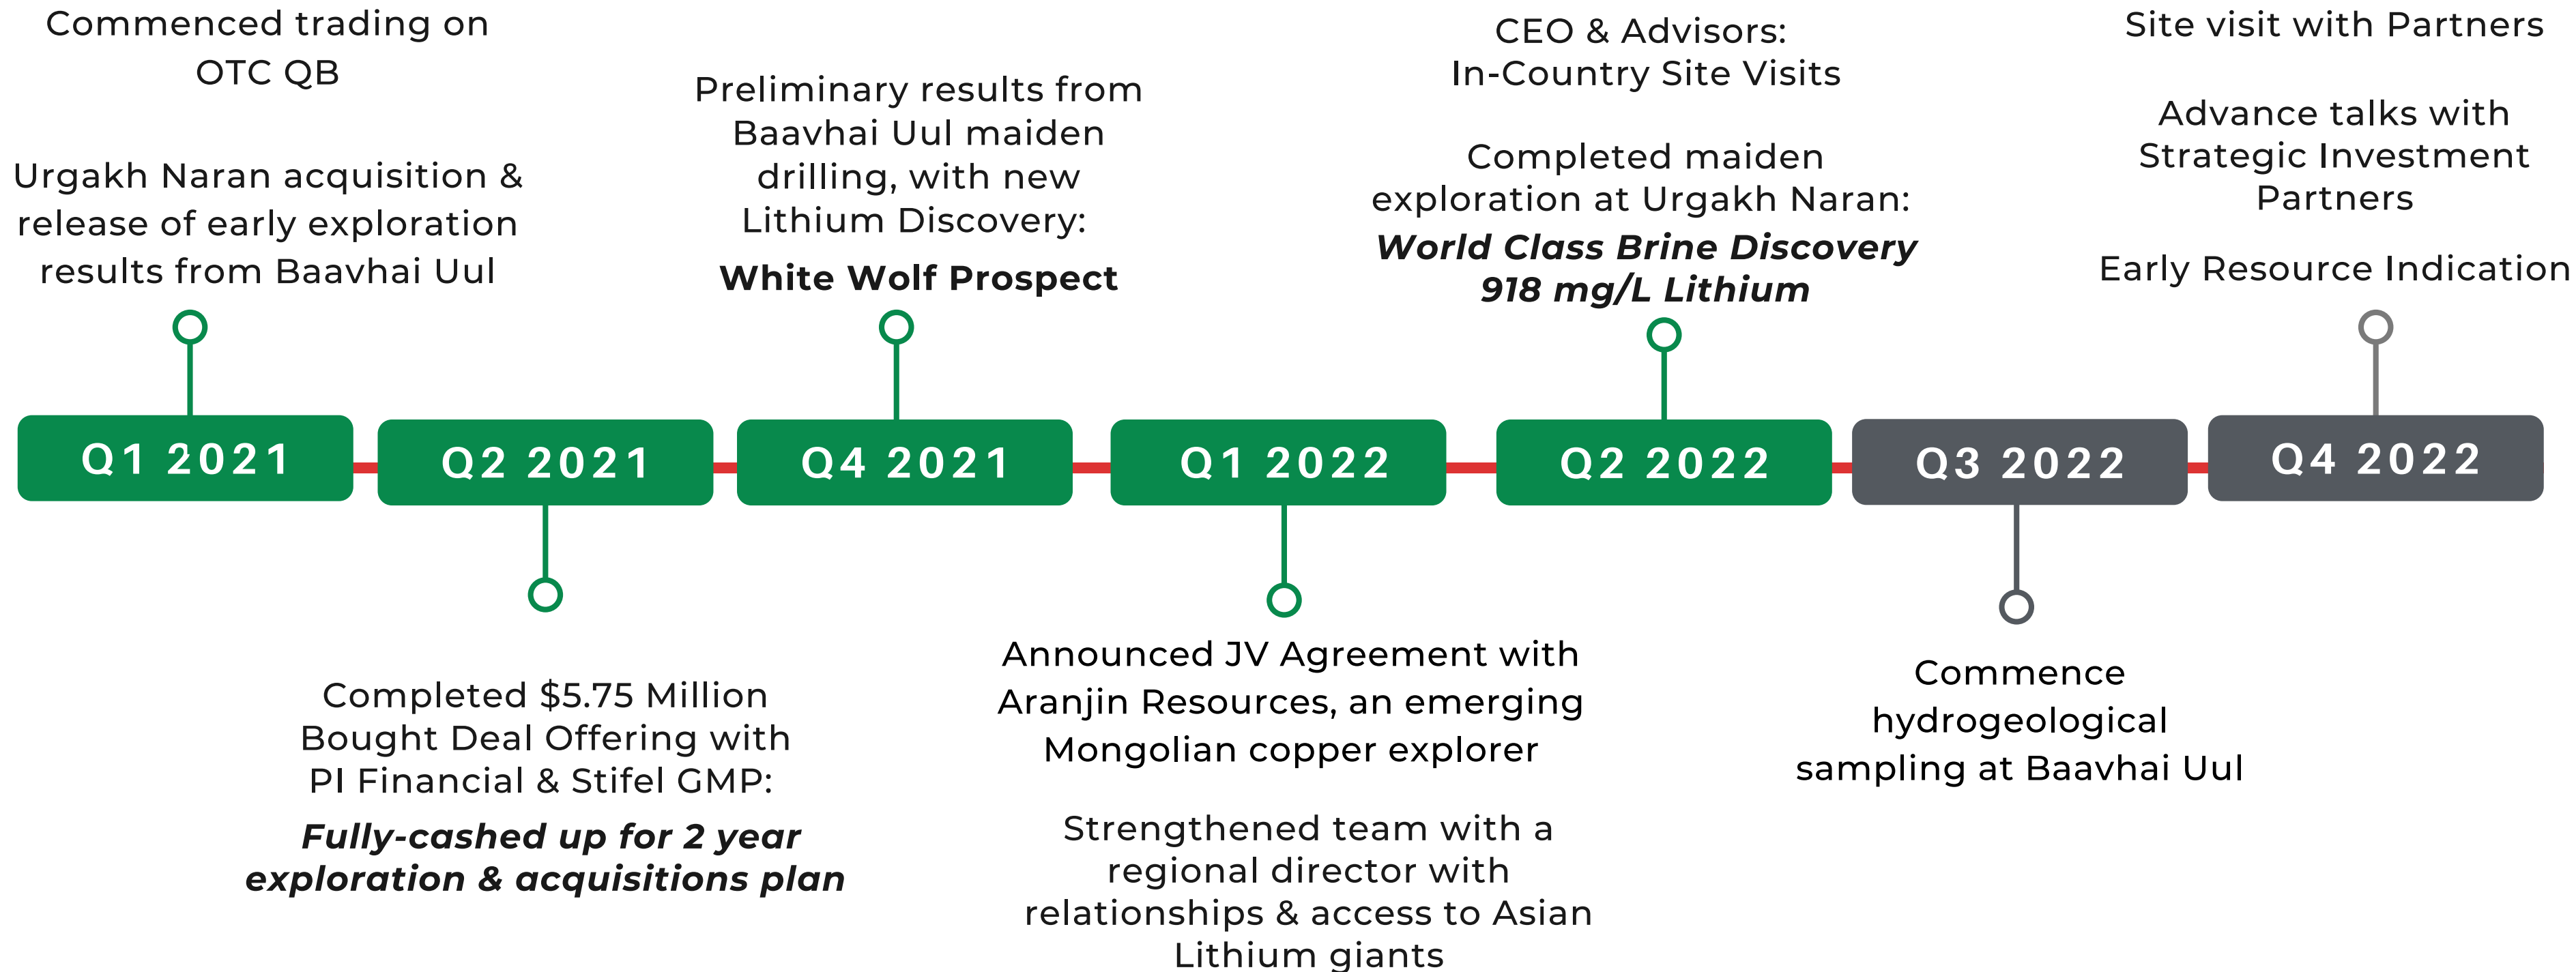 Commenced trading on
OTC QB
Urgakh Naran acquisition &
release of early exploration
results from Baavhai Uul
Preliminary results from
Baavhai Uul maiden
drilling, with new
Lithium Discovery:
White Wolf Prospect
CEO & Advisors:
In-Country Site Visits
Completed maiden
exploration at Urgakh Naran:
World Class Brine Discovery
918 mg/L Lithium
Site visit with Partners
Advance talks with
Strategic Investment
Partners
Early Resource Indication
Q1 2021
Q2 2021
Q4 2021
Q1 2022
Q2 2022
Q3 2022
Q4 2022
Completed $5.75 Million
Bought Deal Offering with
PI Financial & Stifel GMP:
Fully-cashed up for 2 year
exploration & acquisitions plan
Announced JV Agreement with
Aranjin Resources, an emerging
Mongolian copper explorer
Strengthened team with a
regional director with
relationships & access to Asian
Lithium giants
Commence
hydrogeological
sampling at Baavhai Uul